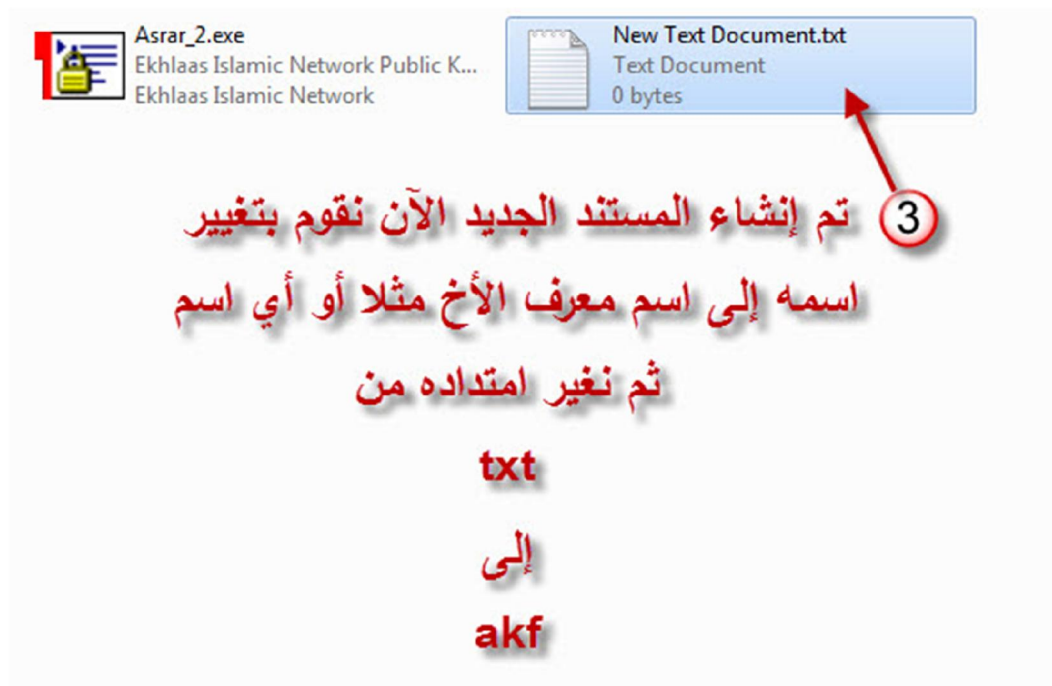 Asrar_2.exe
Ekhlaas Islamic Network Public K...
Ekhlaas Islamic Network
New Text Document.txt
Text Document
0 bytes
3
تم إنشاء المستند الجديد الآن نقوم بتغيير
اسمه إلى اسم معرف الأخ مثلا أو أي اسم
ثم نغير امتداده من
txt
إلى
akf